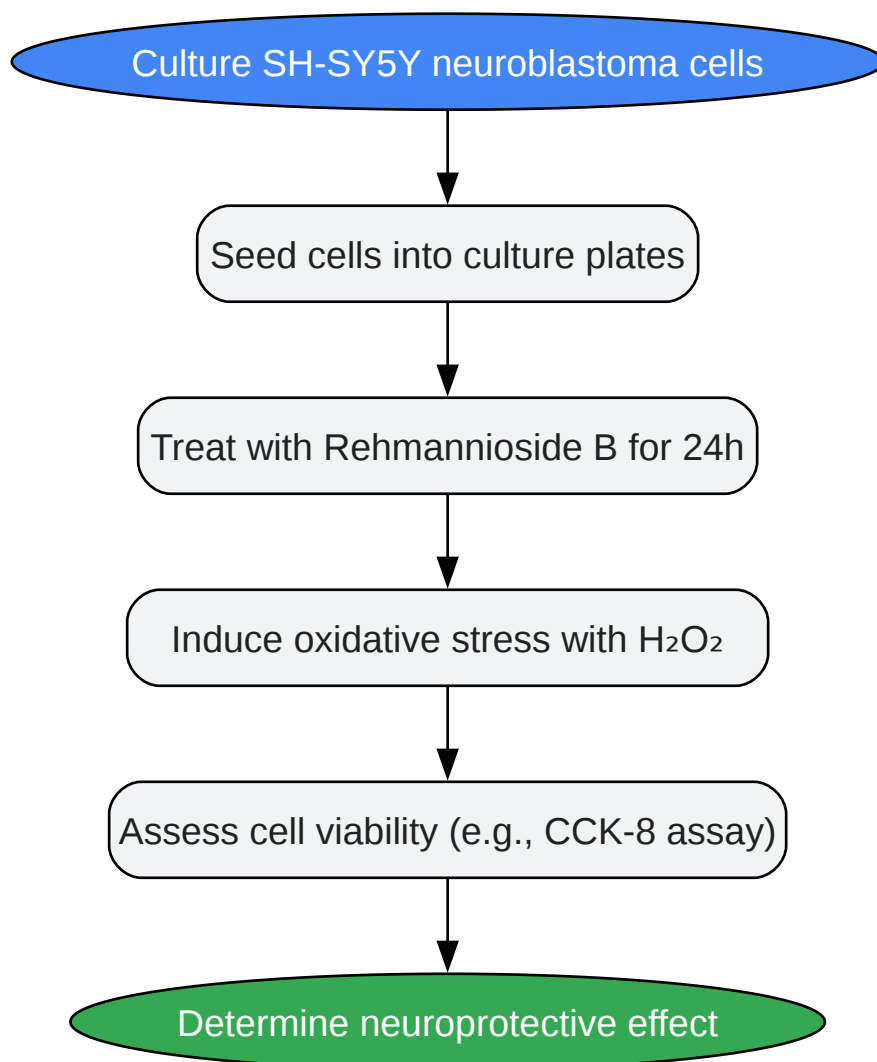 Culture SH-SY5Y neuroblastoma cells
Seed cells into culture plates
Treat with Rehmannioside B for 24h
Induce oxidative stress with H₂O₂
Assess cell viability (e.g., CCK-8 assay)
Determine neuroprotective effect